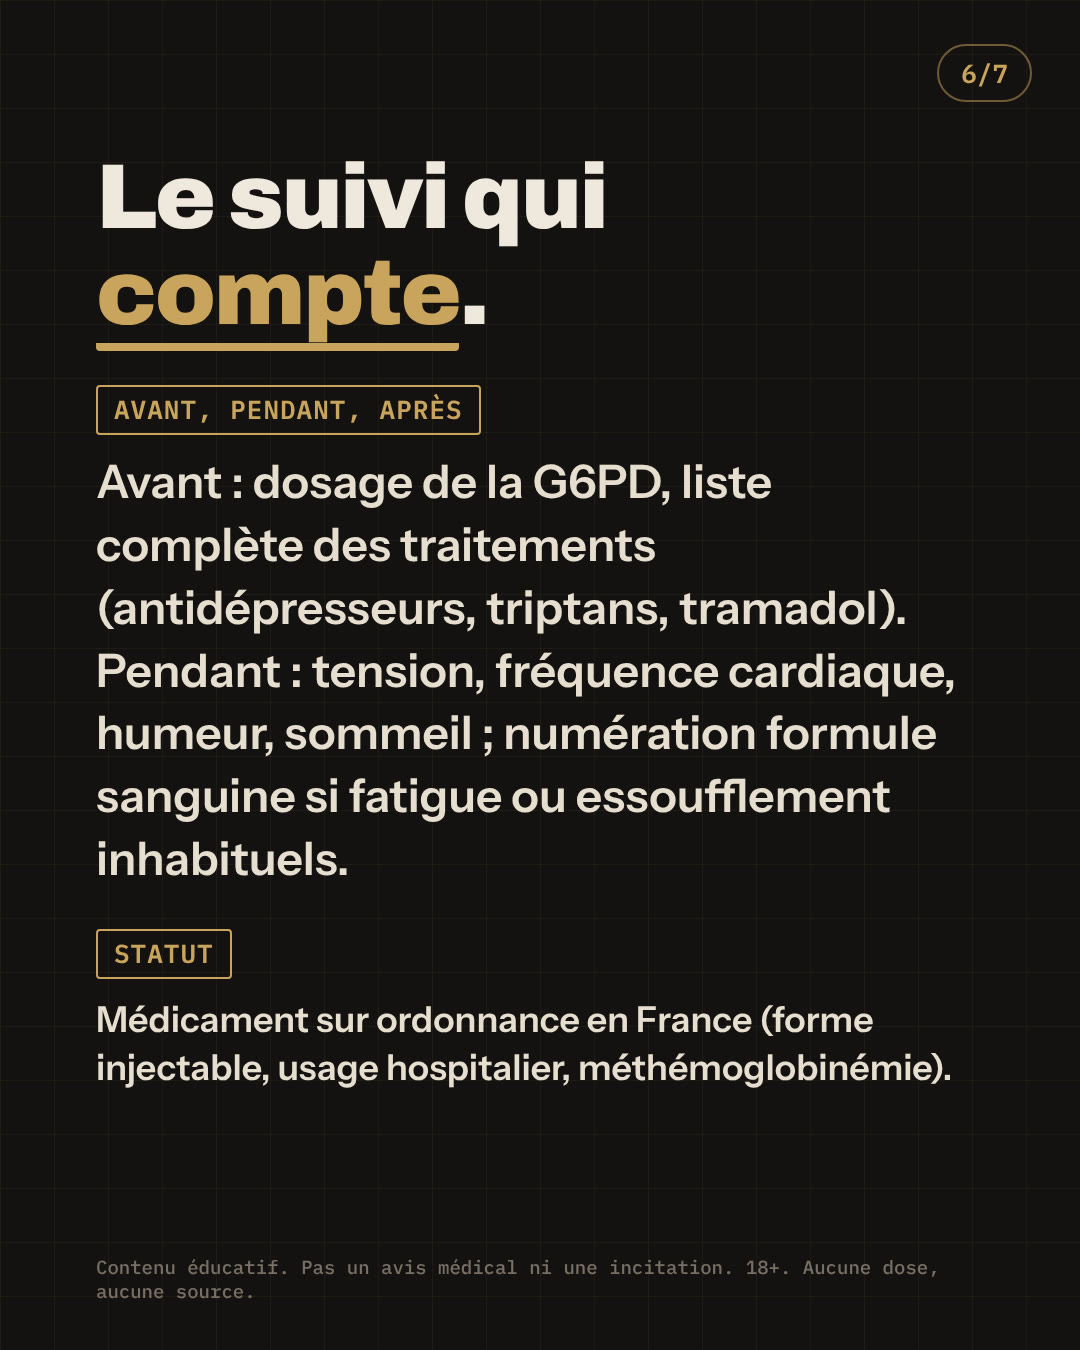 6/7
Le suivi qui
compte.
AVANT, PENDANT, APRÈS
Avant : dosage de la G6PD, liste
complète des traitements
(antidépresseurs, triptans, tramadol).
Pendant : tension, fréquence cardiaque,
humeur, sommeil ; numération formule
sanguine si fatigue ou essoufflement
inhabituels.
STATUT
Médicament sur ordonnance en France (forme
injectable, usage hospitalier, méthémoglobinémie).
Contenu éducatif. Pas un avis médical ni une incitation. 18+. Aucune dose,
aucune source.